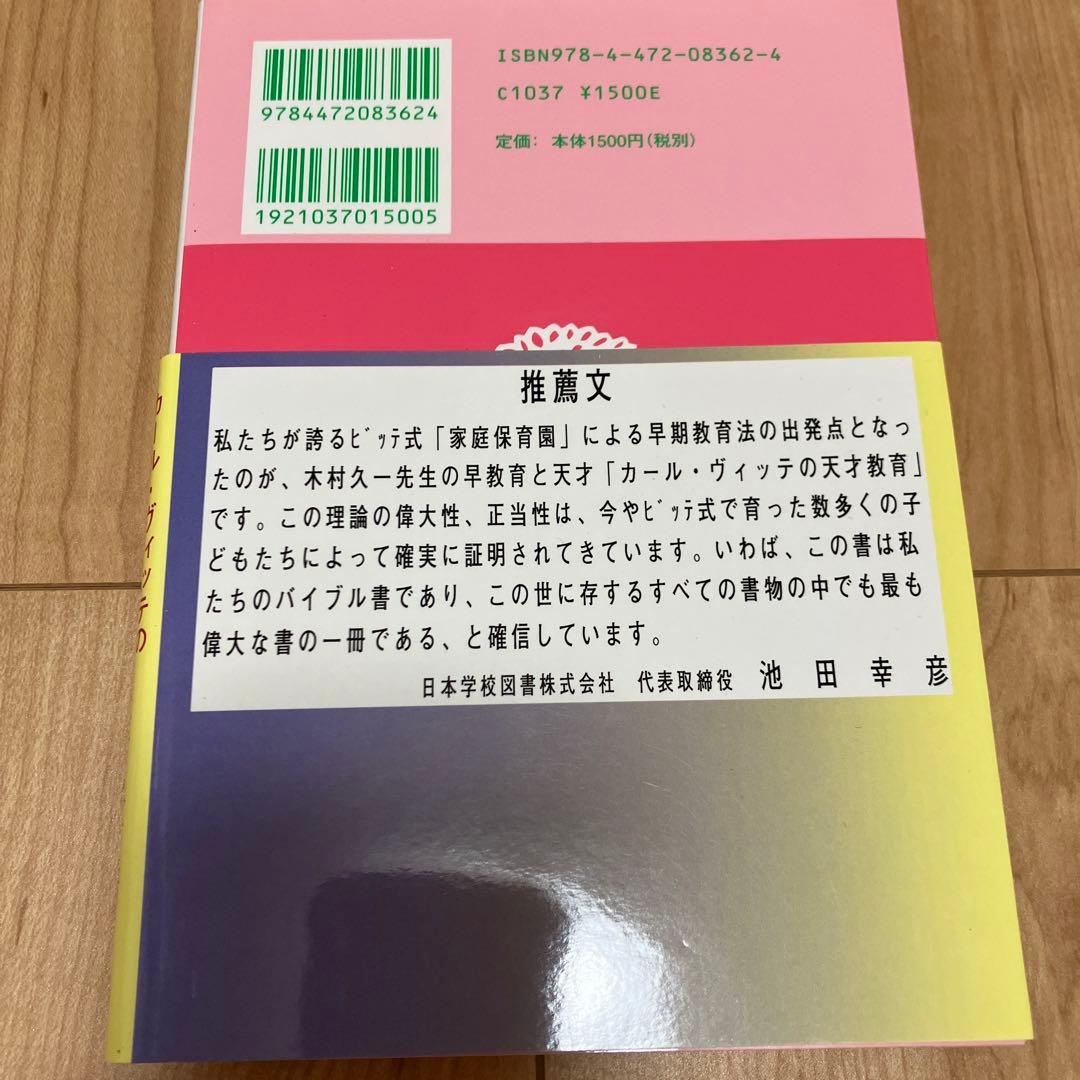 ISBN978-4-472-08362-4
C1037 ¥1500E
定価: 本体1500円(税別)
9784472083624
1921037015005
推薦文
私たちが誇るﾋﾞｯﾃ式「家庭保育園」による早期教育法の出発点となっ
たのが、木村久一先生の早教育と天才「カール・ヴィッテの天才教育」
です。この理論の偉大性、正当性は、今やﾋﾞｯﾃ式で育った数多くの子
どもたちによって確実に証明されてきています。いわば、この書は私
たちのバイブル書であり、この世に存するすべての書物の中でも最も
偉大な書の一冊である、と確信しています。
日本学校図書株式会社 代表取締役 池田幸彦
カール・ヴィッテの